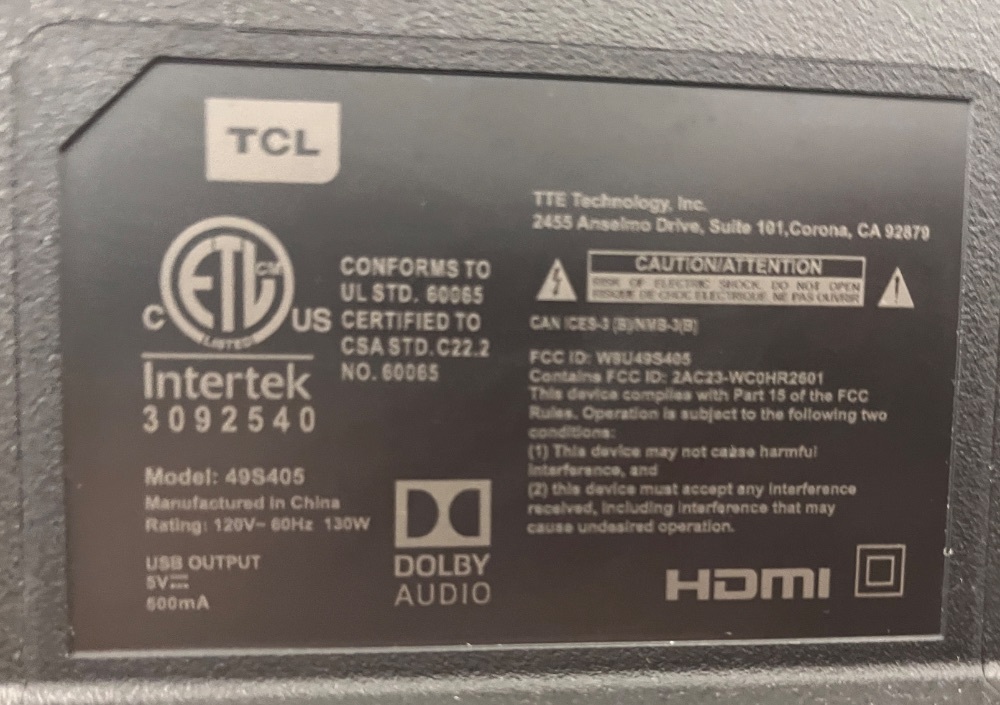 TCL
ETL CM
C US
LISTED
Intertek
3092540
CONFORMS TO
UL STD. 60065
CERTIFIED TO
CSA STD.C22.2
NO. 60065
Model: 49S405
Manufactured in China
Rating: 120V~ 60Hz 130W
USB OUTPUT
5V
500mA
DOLBY
AUDIO
TTE Technology, Inc.
2455 Anselmo Drive, Suite 101,Corona, CA 92879
CAUTION/ATTENTION
RISK OF ELECTRIC SHOCK, DO NOT OPEN
RISQUE DE CHOC ELECTRIQUE NE PAS OUVRIR
CAN ICES-3 (B)/NMB-3(B)
FCC ID: W8U49S405
Contains FCC ID: 2AC23-WC0HR2601
This device complies with Part 15 of the FCC
Rules. Operation is subject to the following two
conditions:
(1) This device may not cause harmful
interference, and
(2) this device must accept any interference
received, including interference that may
cause undesired operation.
HDMI